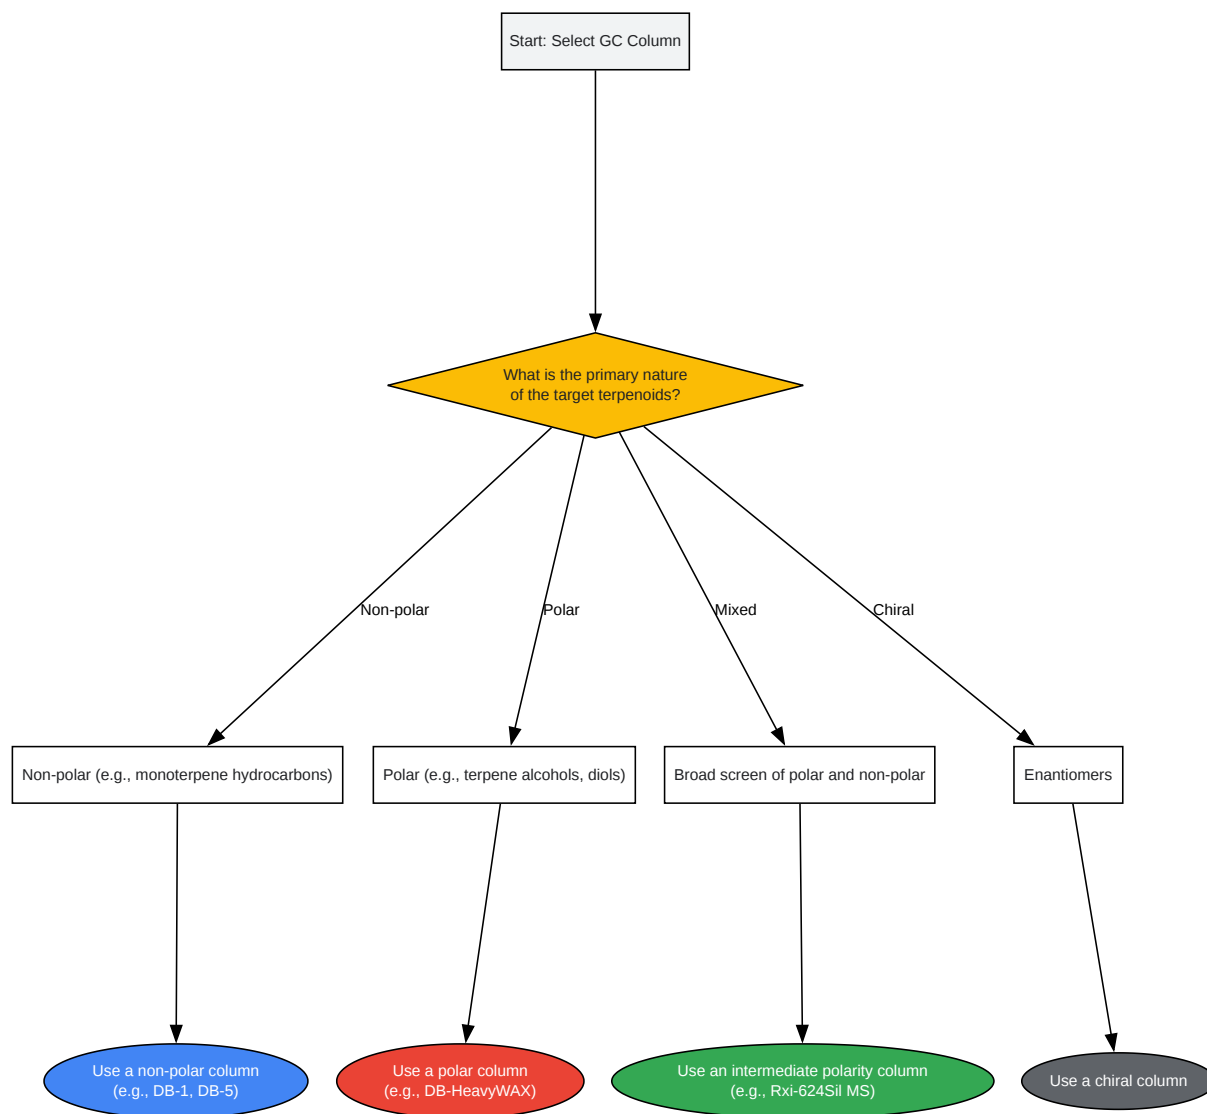 Start: Select GC Column
What is the primary nature
of the target terpenoids?
Non-polar
Polar
Mixed
Chiral
Non-polar (e.g., monoterpene hydrocarbons)
Polar (e.g., terpene alcohols, diols)
Broad screen of polar and non-polar
Enantiomers
Use a non-polar column
(e.g., DB-1, DB-5)
Use a polar column
(e.g., DB-HeavyWAX)
Use an intermediate polarity column
(e.g., Rxi-624Sil MS)
Use a chiral column